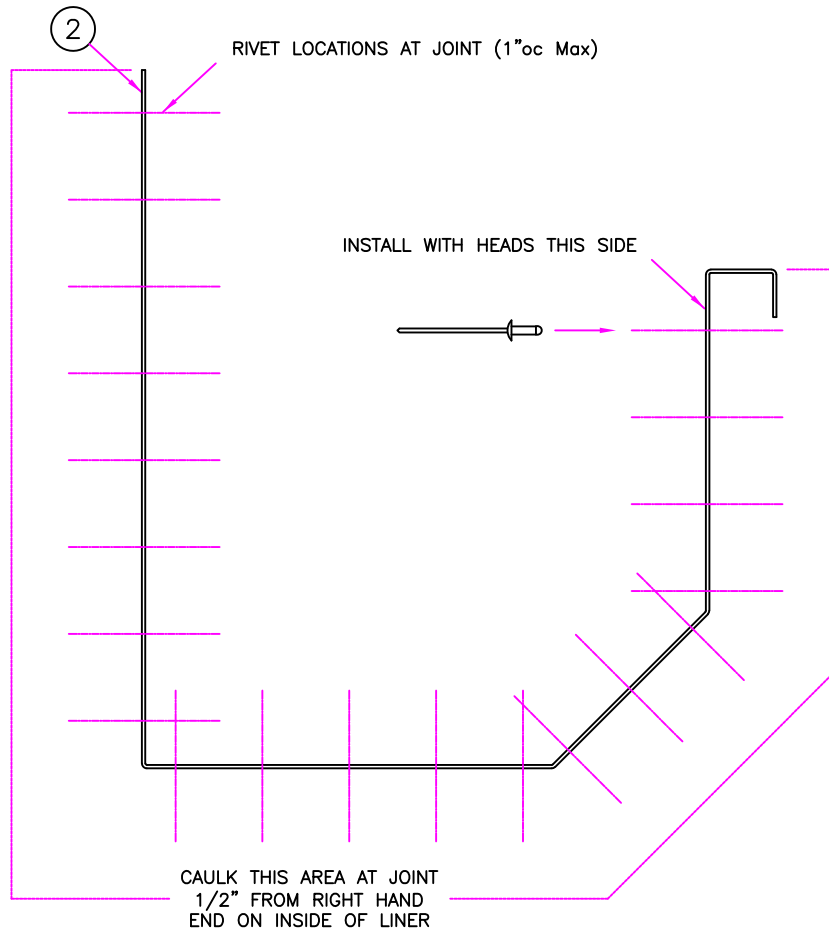 2
RIVET LOCATIONS AT JOINT (1"oc Max)
INSTALL WITH HEADS THIS SIDE
CAULK THIS AREA AT JOINT
1/2" FROM RIGHT HAND
END ON INSIDE OF LINER